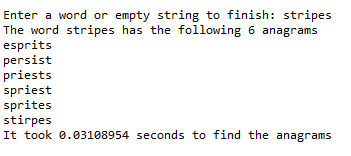 Enter a word or empty string to finish: stripes
The word stripes has the following 6 anagrams
esprits
persist
priests
spriest
sprites
stirpes
It took 0.03108954 seconds to find the anagrams